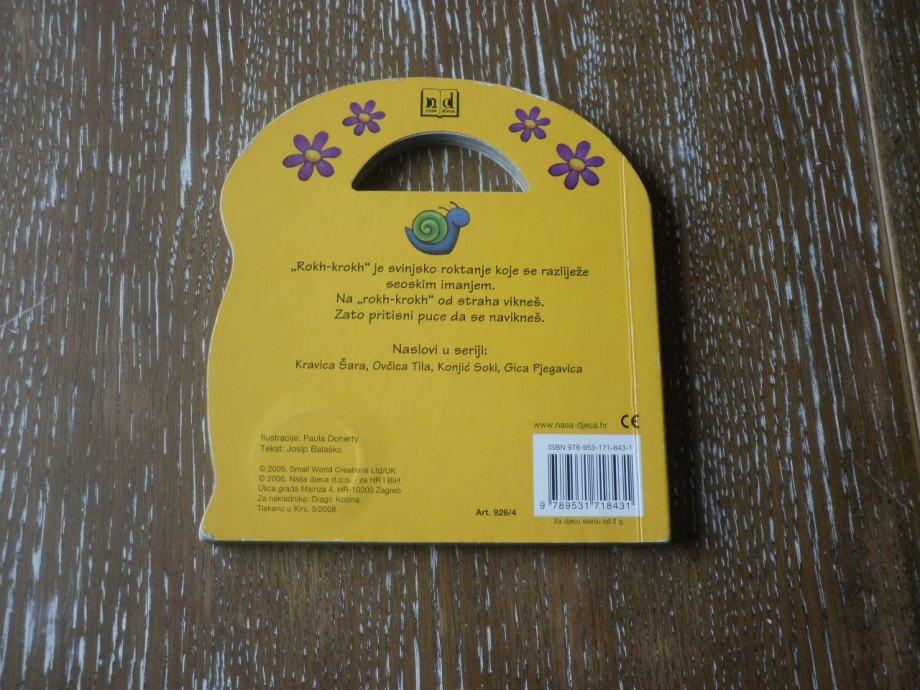 n d
naša djeca
„Rokh-krokh“ je svinjsko roktanje koje se razliježe
seoskim imanjem.
Na „rokh-krokh“ od straha vikneš.
Zato pritisni puce da se navikneš.
Naslovi u seriji:
Kravica Šara, Ovčica Tila, Konjić Soki, Gica Pjegavica
Ilustracije: Paula Doherty
Tekst: Josip Balaško
© 2005. Small World Creations Ltd/UK
© 2006. Naša djeca d.o.o. - za HR i BiH
Ulica grada Mainza 4, HR-10000 Zagreb
Za nakladnika: Drago Kozina
Tiskano u Kini, 5/2008.
Art. 926/4
www.nasa-djeca.hr CE
ISBN 978-953-171-843-1
9 789531 718431
Za djecu stariju od 2 g.